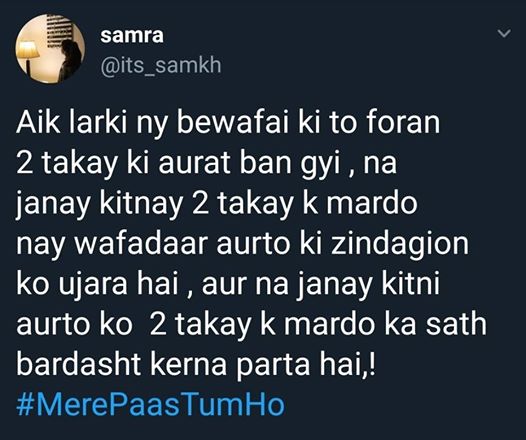 samra
@its_samkh
Aik larki ny bewafai ki to foran
2 takay ki aurat ban gyi , na
janay kitnay 2 takay k mardo
nay wafadaar aurto ki zindagion
ko ujara hai , aur na janay kitni
aurto ko 2 takay k mardo ka sath
bardasht kerna parta hai,!
#MerePaasTumHo